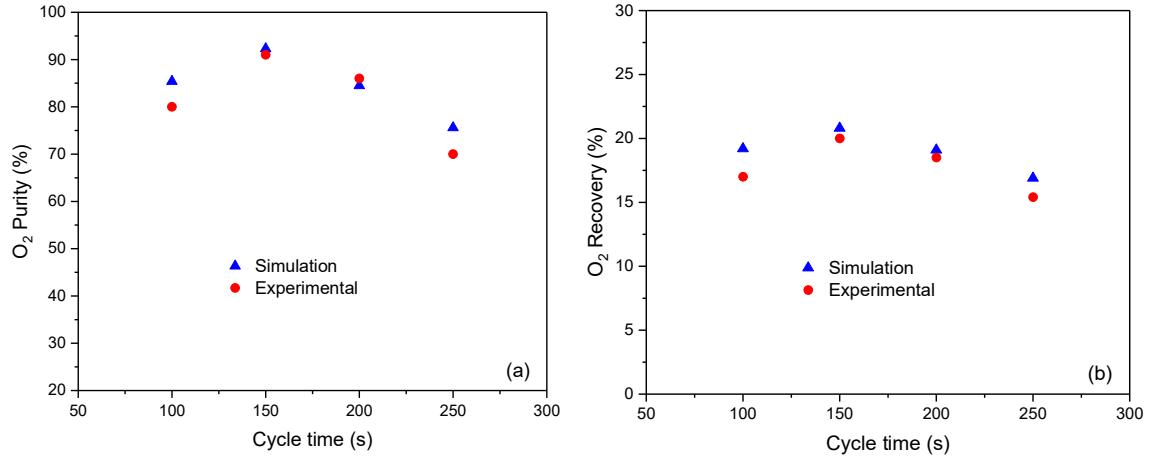 100
90
80
70
60
50
40
30
20
O2 Purity (%)
Simulation
Experimental
(a)
50 100 150 200 250 300
Cycle time (s)
30
25
20
15
10
5
0
O2 Recovery (%)
Simulation
Experimental
(b)
50 100 150 200 250 300
Cycle time (s)